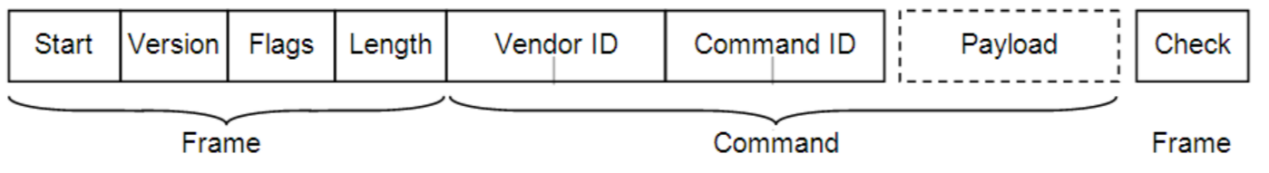 Start Version Flags Length Vendor ID Command ID Payload Check
Frame Command Frame